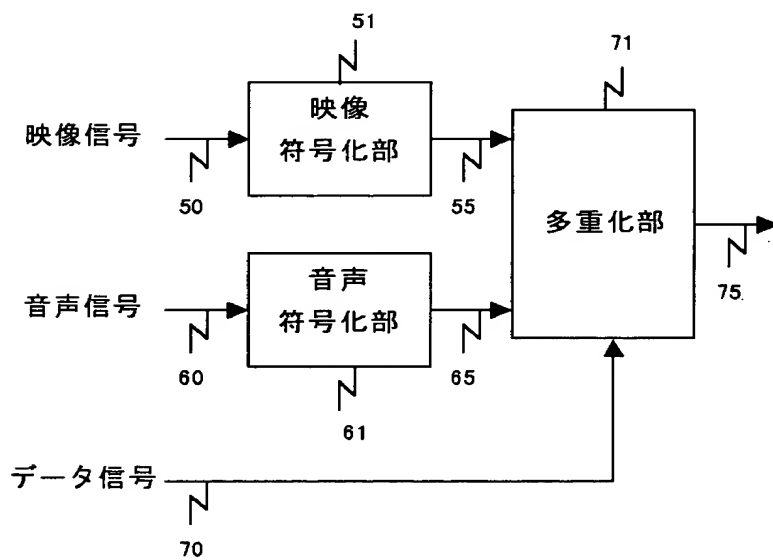 51
71
映像
符号化部
映像信号
50
55
多重化部
75
音声
符号化部
音声信号
60
65
61
データ信号
70